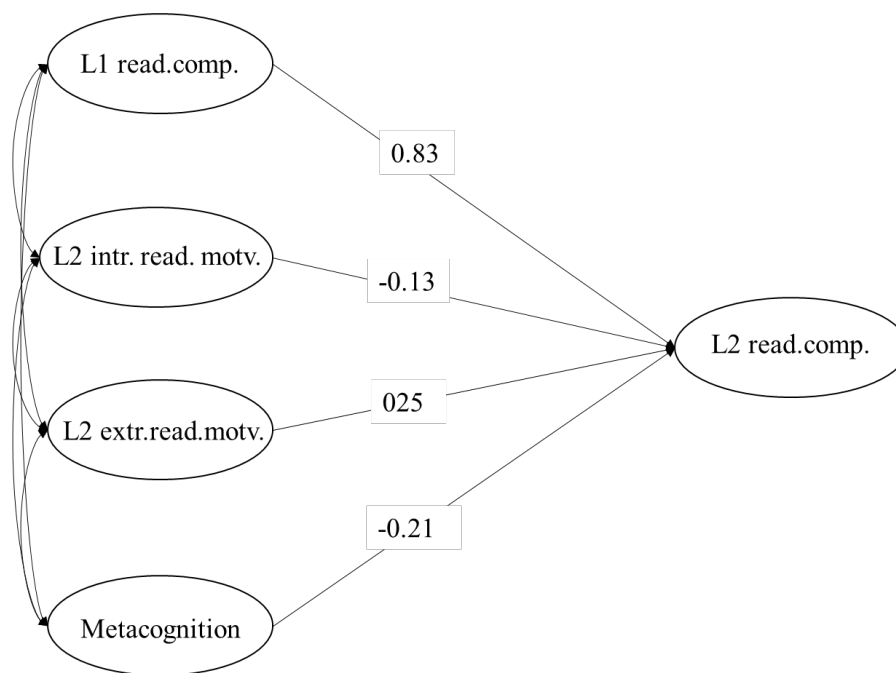 L1 read.comp.
0.83
L2 intr. read. motv.
-0.13
L2 read.comp.
025
L2 extr.read.motv.
-0.21
Metacognition